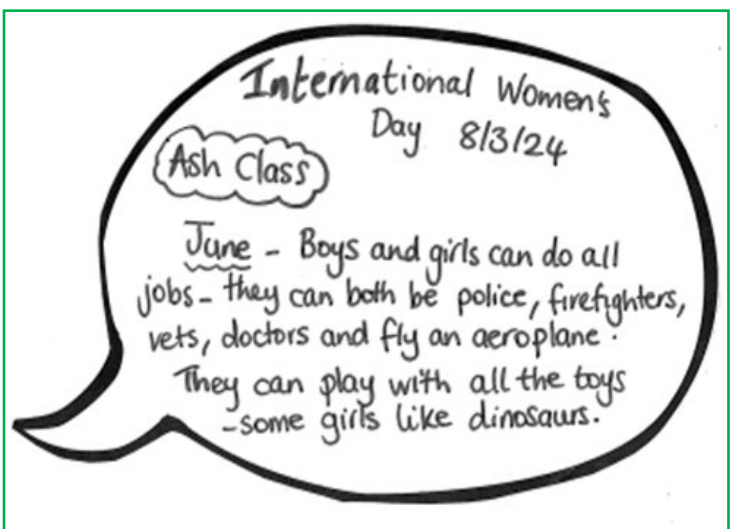 International Women's
Day 8/3/24
Ash Class
June - Boys and girls can do all
jobs - they can both be police, firefighters,
vets, doctors and fly an aeroplane.
They can play with all the toys
- some girls like dinosaurs.